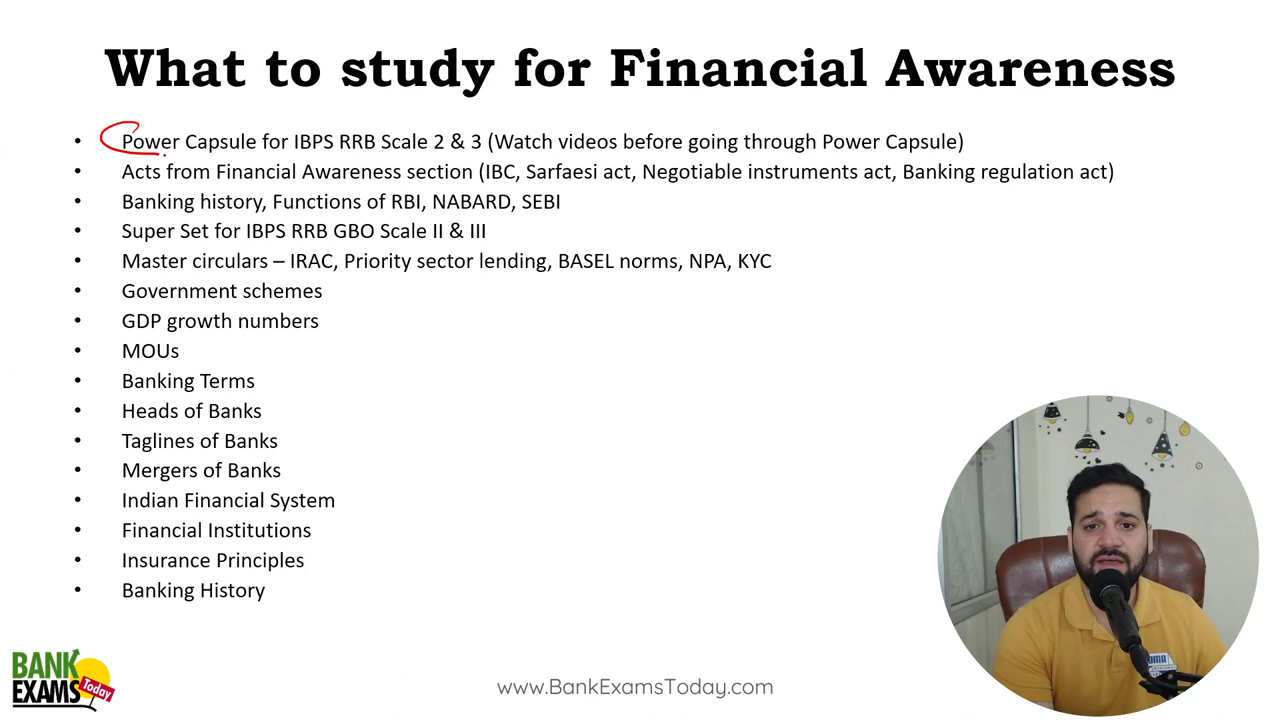 What to study for Financial Awareness
• Power Capsule for IBPS RRB Scale 2 & 3 (Watch videos before going through Power Capsule)
• Acts from Financial Awareness section (IBC, Sarfaesi act, Negotiable instruments act, Banking regulation act)
• Banking history, Functions of RBI, NABARD, SEBI
• Super Set for IBPS RRB GBO Scale II & III
• Master circulars – IRAC, Priority sector lending, BASEL norms, NPA, KYC
• Government schemes
• GDP growth numbers
• MOUs
• Banking Terms
• Heads of Banks
• Taglines of Banks
• Mergers of Banks
• Indian Financial System
• Financial Institutions
• Insurance Principles
• Banking History
BANK
EXAMS Today
www.BankExamsToday.com